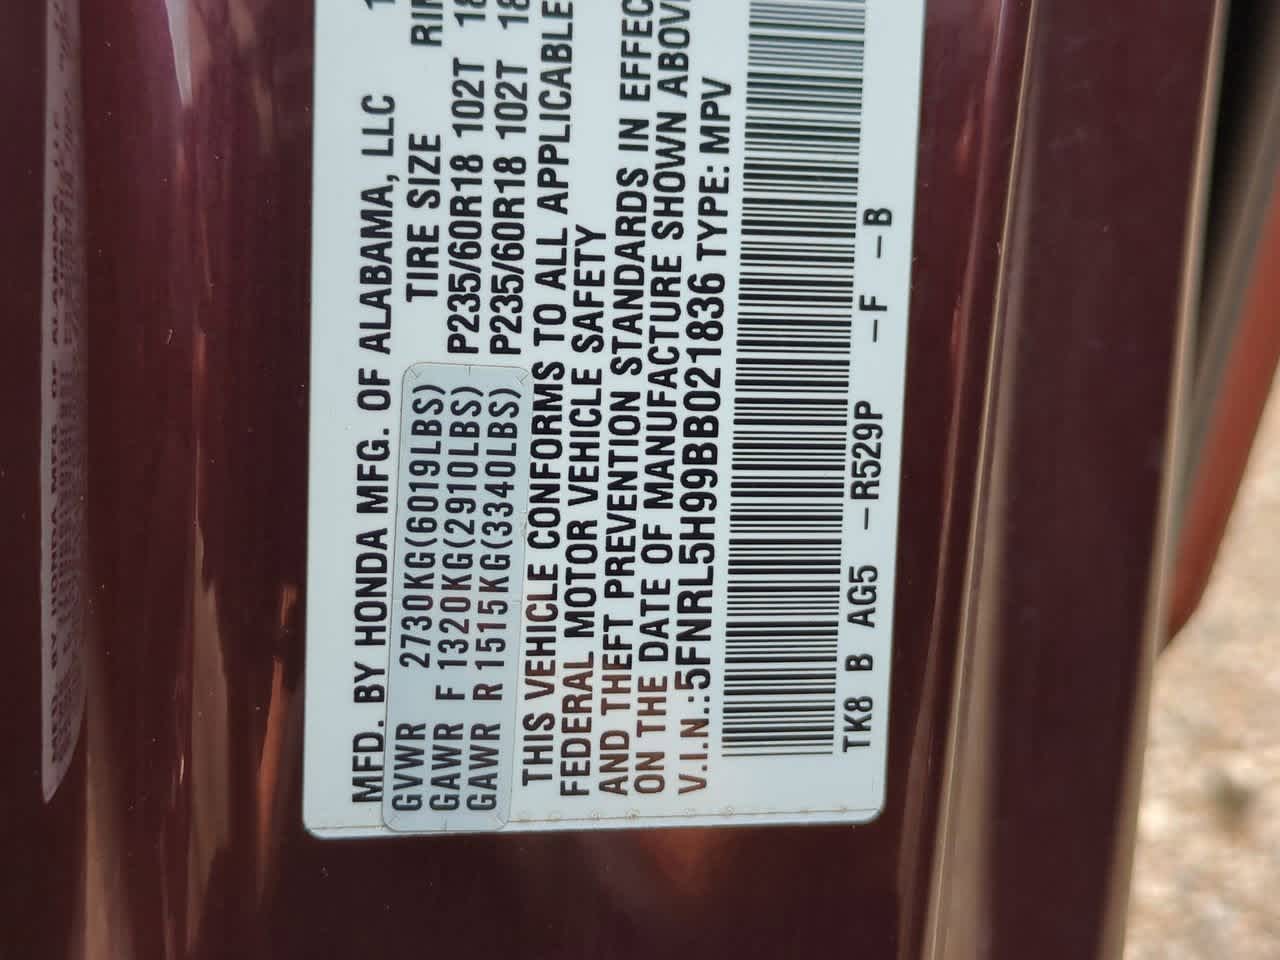 MFD. BY HONDA MFG. OF ALABAMA, LLC
TIRE SIZE
GVWR 2730KG(6019LBS)
GAWR F 1320KG(2910LBS) P235/60R18 102T
GAWR R 1515KG(3340LBS) P235/60R18 102T
THIS VEHICLE CONFORMS TO ALL APPLICABLE
FEDERAL MOTOR VEHICLE SAFETY
AND THEFT PREVENTION STANDARDS IN EFFEC
ON THE DATE OF MANUFACTURE SHOWN ABOV
V.I.N.:5FNRL5H99BB021836 TYPE: MPV
TK8 B AG5 -R529P -F -B